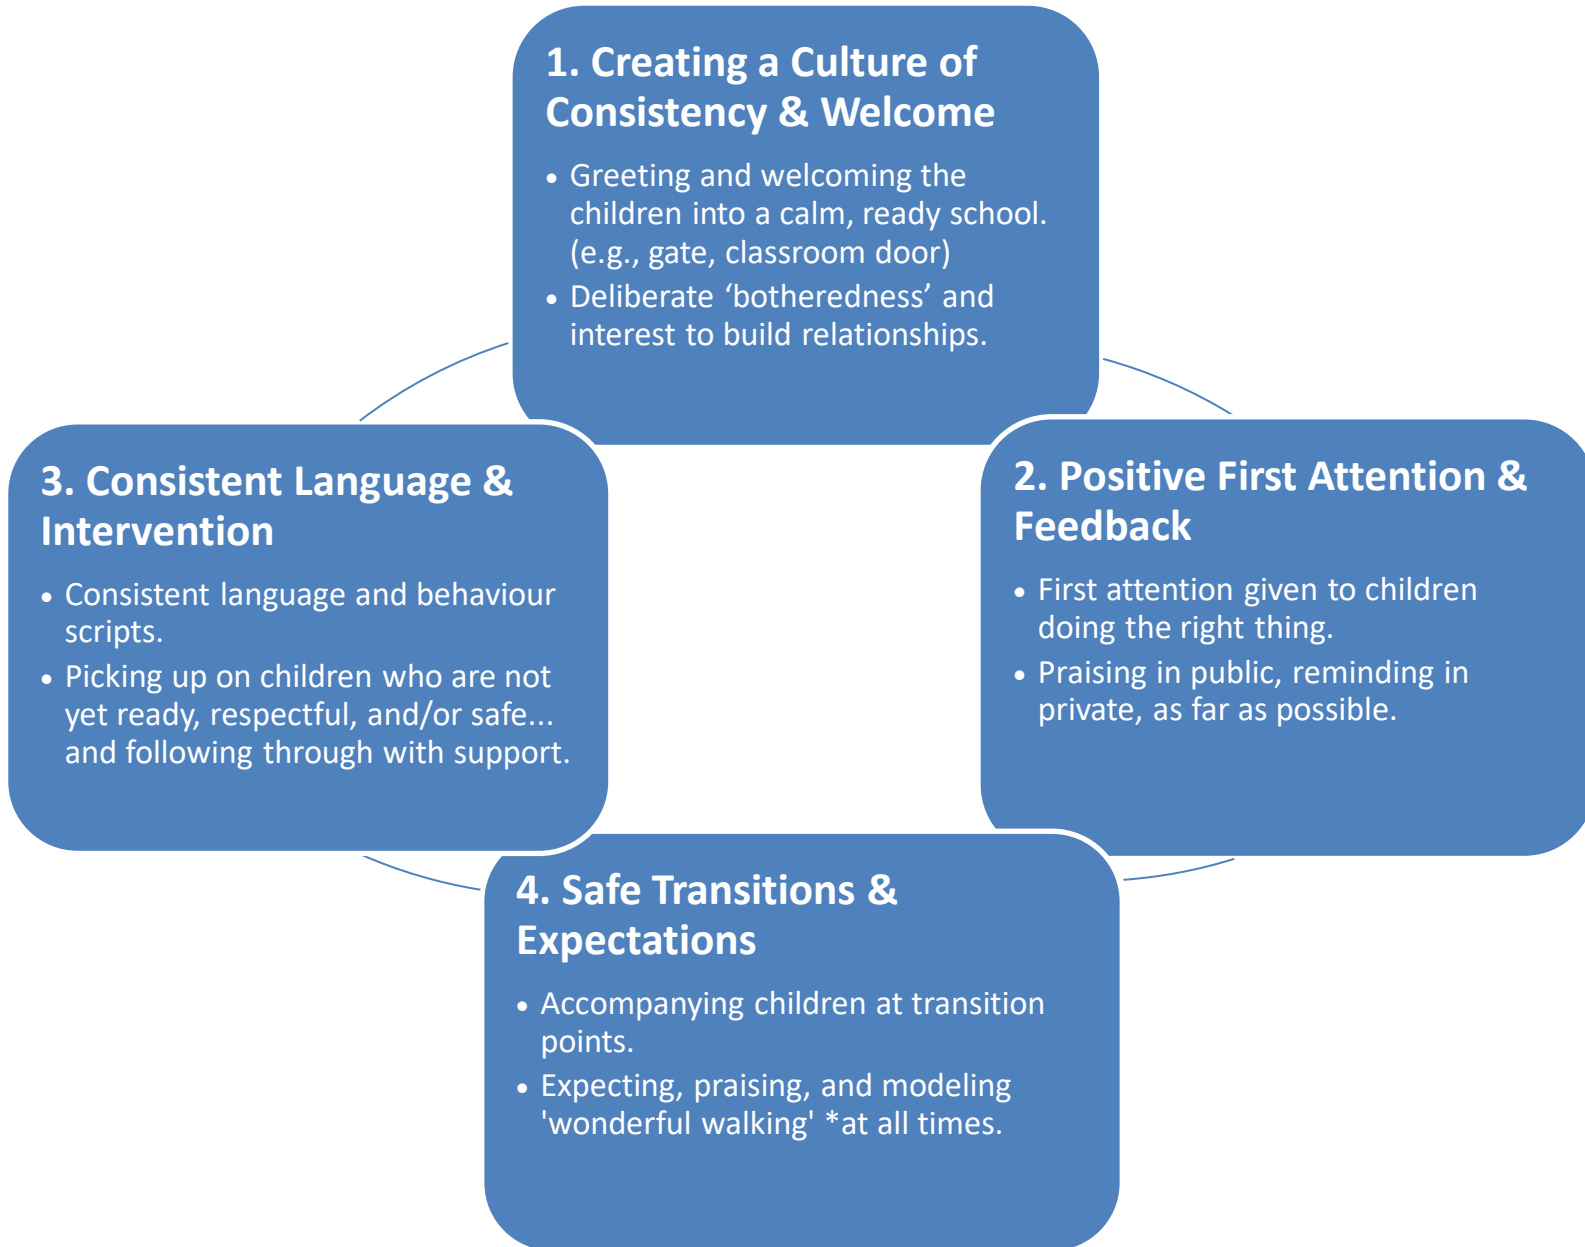 1. Creating a Culture of
Consistency & Welcome
• Greeting and welcoming the
children into a calm, ready school.
(e.g., gate, classroom door)
• Deliberate ‘botheredness’ and
interest to build relationships.
2. Positive First Attention &
Feedback
• First attention given to children
doing the right thing.
• Praising in public, reminding in
private, as far as possible.
3. Consistent Language &
Intervention
• Consistent language and behaviour
scripts.
• Picking up on children who are not
yet ready, respectful, and/or safe...
and following through with support.
4. Safe Transitions &
Expectations
• Accompanying children at transition
points.
• Expecting, praising, and modeling
'wonderful walking' *at all times.